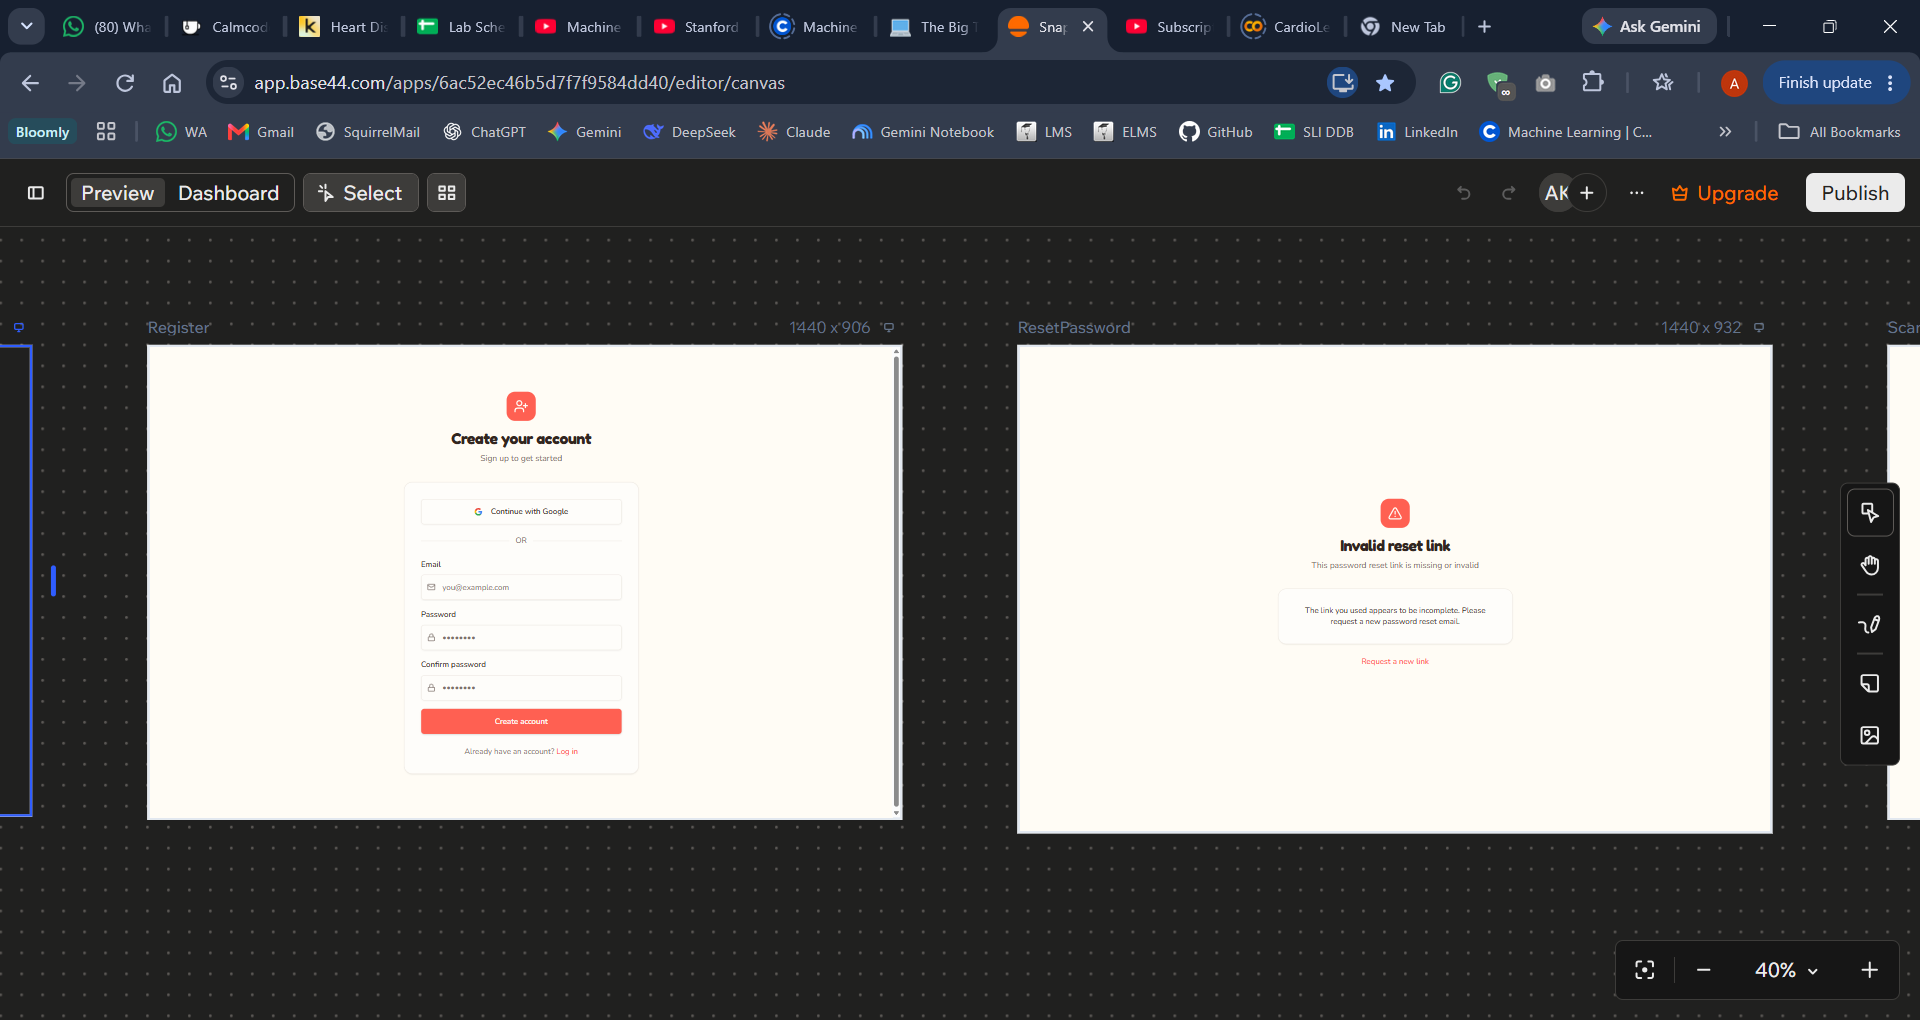 (80) Wha
Calmcod
Heart Di
Lab Sche
Machine
Stanford
Machine
The Big T
Snap
Subscrip
CardioLe
New Tab
Ask Gemini
app.base44.com/apps/6ac52ec46b5d7f7f9584dd40/editor/canvas
A
Finish update
Bloomly
WA
Gmail
SquirrelMail
ChatGPT
Gemini
DeepSeek
Claude
Gemini Notebook
LMS
ELMS
GitHub
SLI DDB
LinkedIn
Machine Learning | C...
All Bookmarks
Preview
Dashboard
Select
AK
Upgrade
Publish
Register
1440 x 906
ResetPassword
1440 x 932
Scan
Create your account
Sign up to get started
Continue with Google
OR
Email
you@example.com
Password
••••••••
Confirm password
••••••••
Create account
Already have an account? Log in
Invalid reset link
This password reset link is missing or invalid
The link you used appears to be incomplete. Please
request a new password reset email.
Request a new link
40%